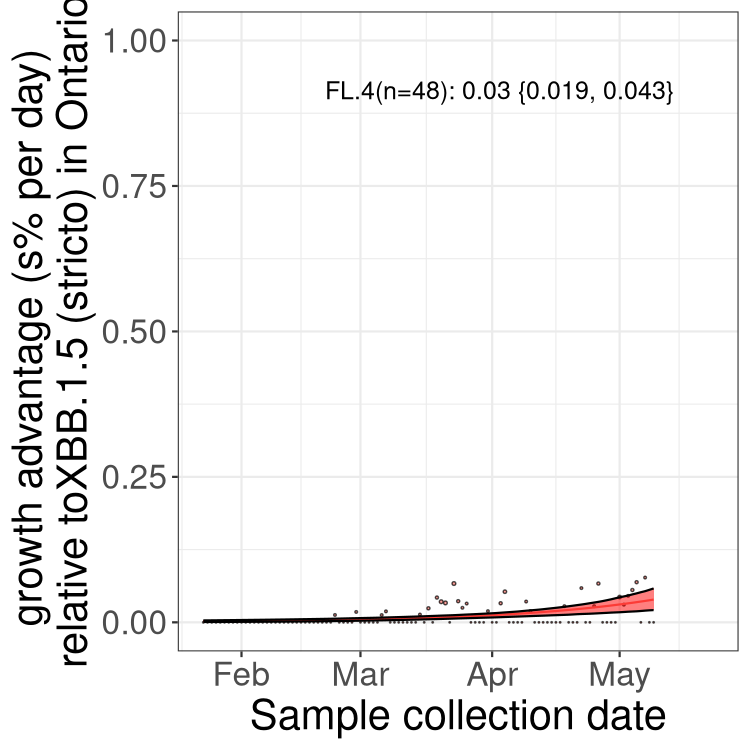 growth advantage (s% per day)
relative toXBB.1.5 (stricto) in Ontario
1.00
0.75
0.50
0.25
0.00
FL.4(n=48): 0.03 {0.019, 0.043}
Feb Mar Apr May
Sample collection date